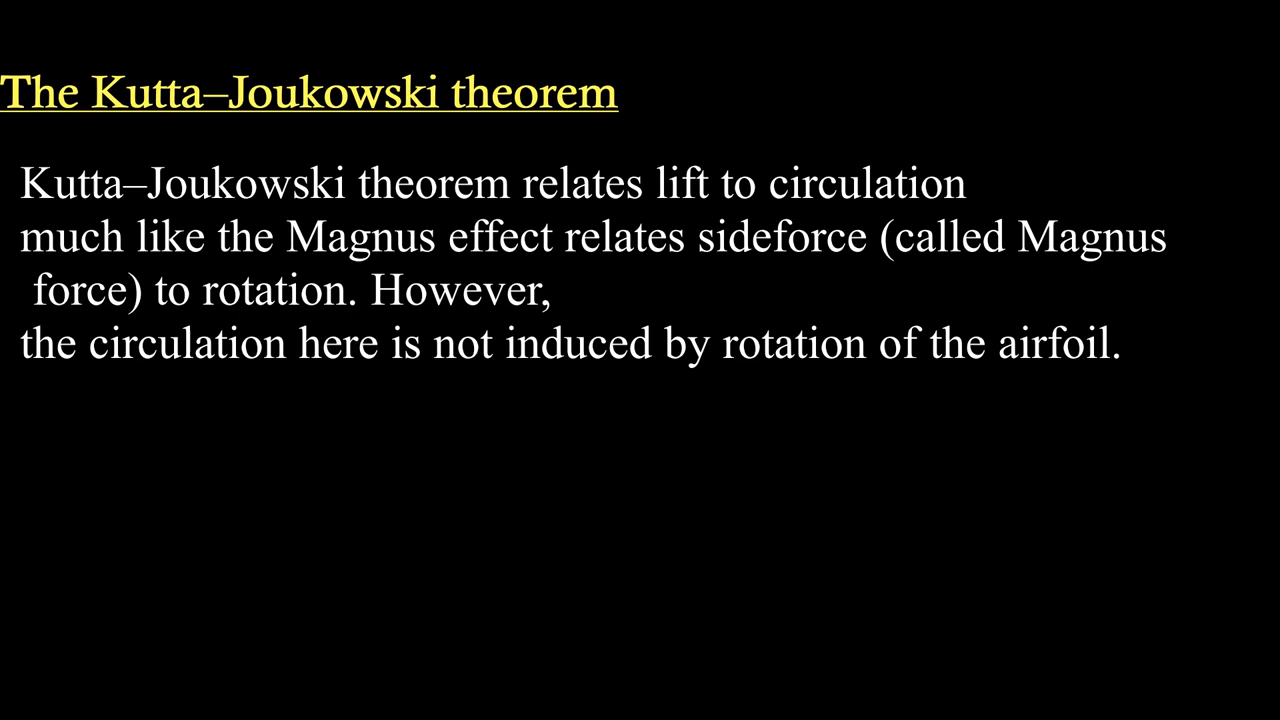 The Kutta–Joukowski theorem
Kutta–Joukowski theorem relates lift to circulation
much like the Magnus effect relates sideforce (called Magnus
force) to rotation. However,
the circulation here is not induced by rotation of the airfoil.